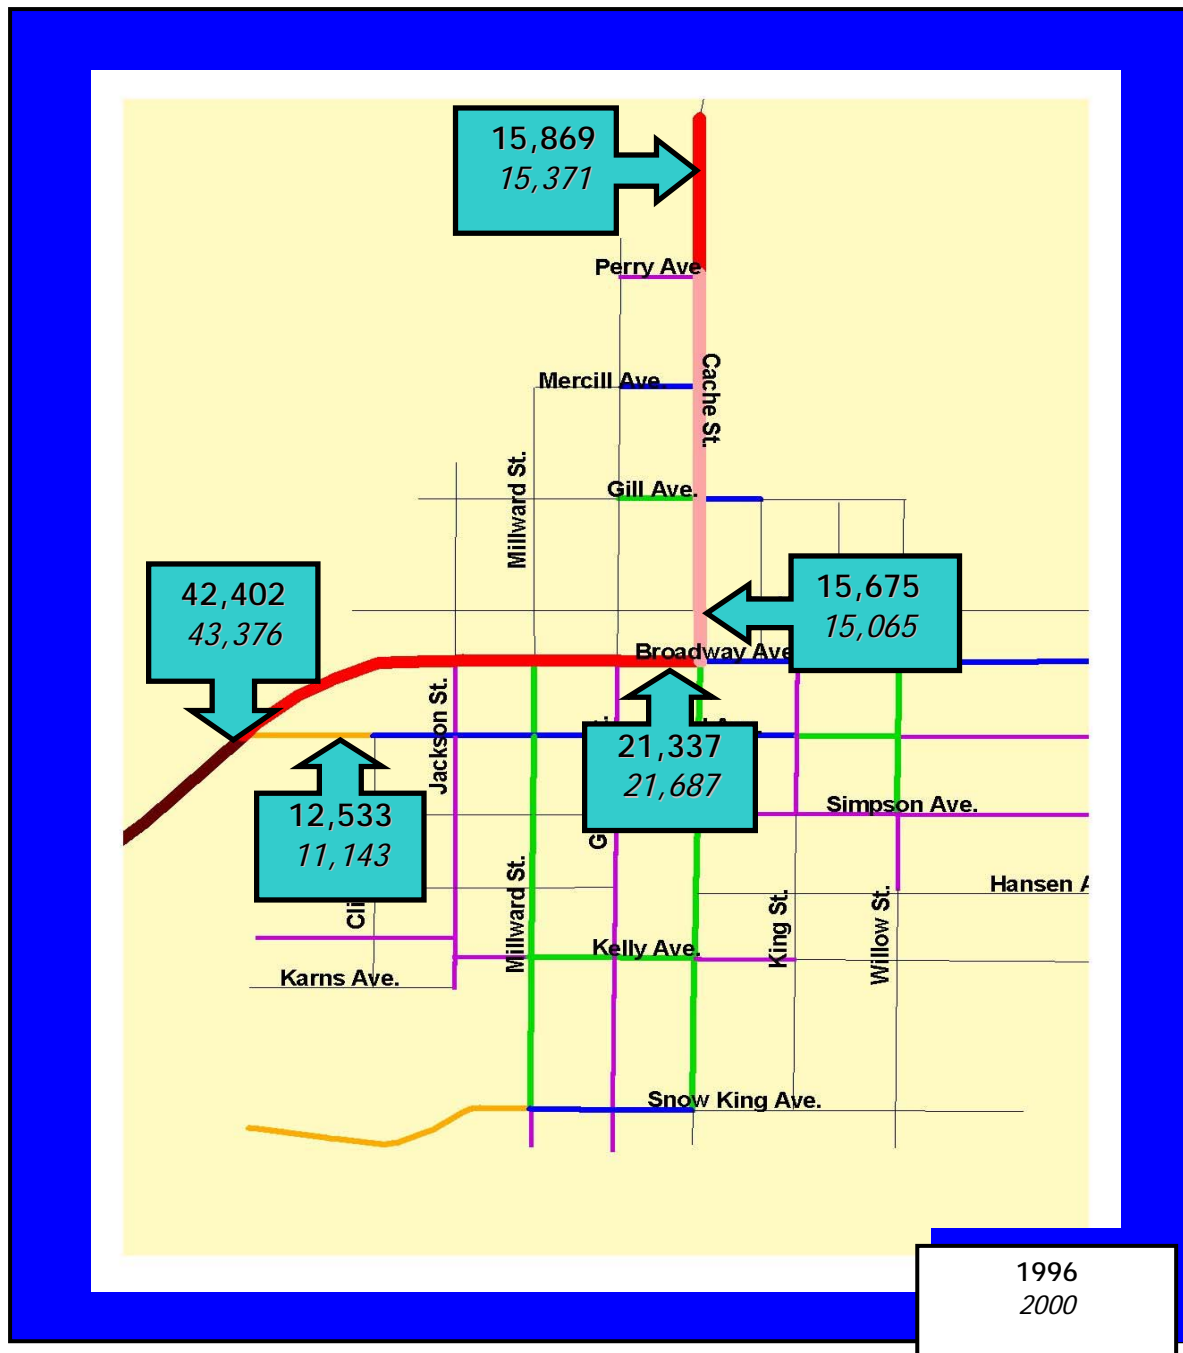 15,869
15,371
Perry Ave
Cache St.
Mercill Ave.
Millward St.
Gill Ave.
42,402
43,376
15,675
15,065
Broadway Ave
Jackson St.
21,337
21,687
12,533
11,143
Simpson Ave.
G
Hansen A
Cli
Millward St.
King St.
Willow St.
Kelly Ave.
Karns Ave.
Snow King Ave.
1996
2000